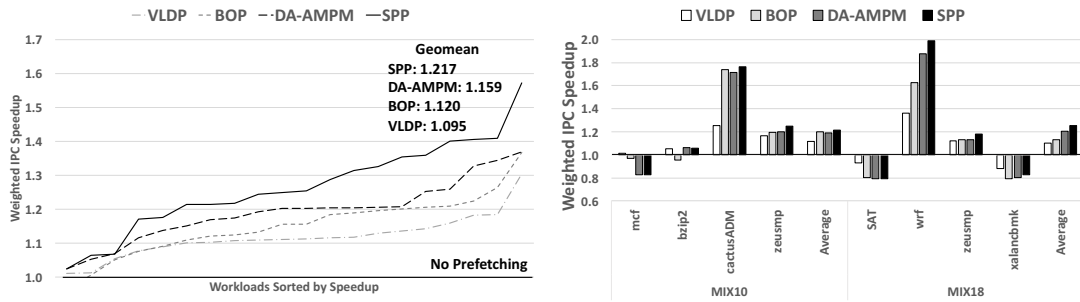 VLDP BOP DA-AMPM SPP
Weighted IPC Speedup
1.7
1.6
1.5
1.4
1.3
1.2
1.1
1.0
Geomean
SPP: 1.217
DA-AMPM: 1.159
BOP: 1.120
VLDP: 1.095
No Prefetching
Workloads Sorted by Speedup
VLDP BOP DA-AMPM SPP
Weighted IPC Speedup
2.0
1.8
1.6
1.4
1.2
1.0
0.8
0.6
mcf
bzip2
cactusADM
zeusmp
Average
SAT
wrf
zeusmp
xalancbmk
Average
MIX10
MIX18